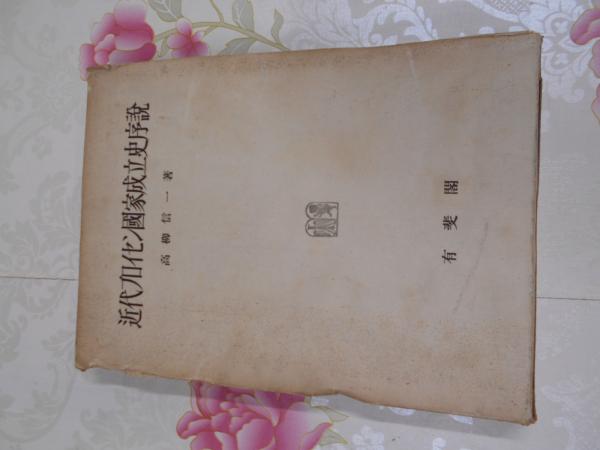 近代プロイセン國家成立史序說
高柳信一著
有斐閣